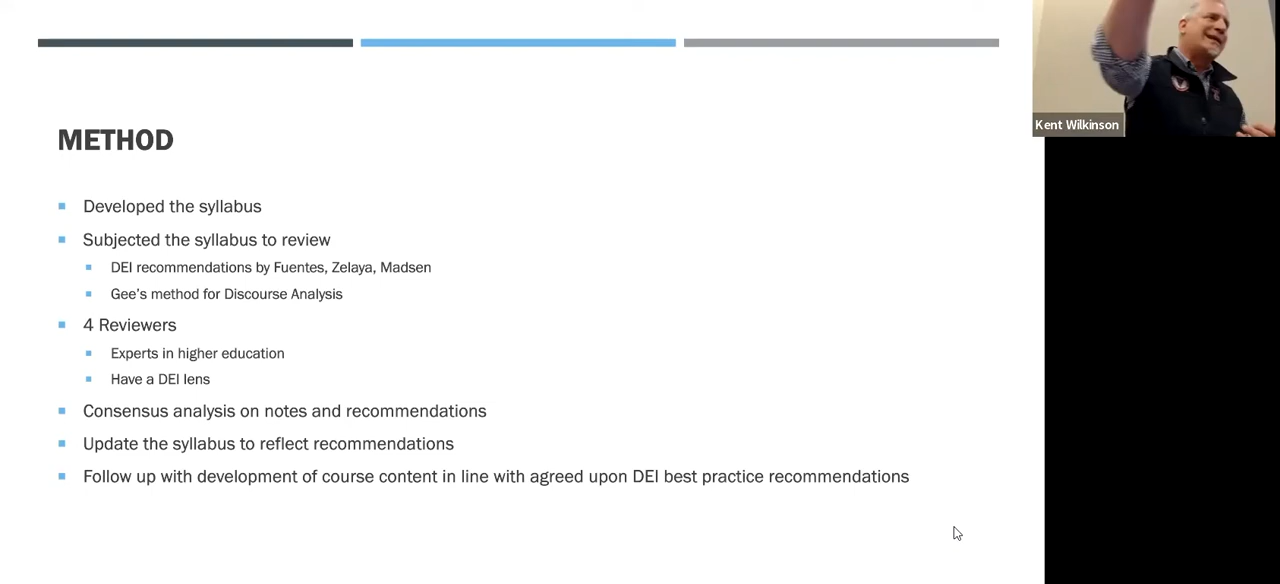 METHOD
Developed the syllabus
Subjected the syllabus to review
DEI recommendations by Fuentes, Zelaya, Madsen
Gee's method for Discourse Analysis
4 Reviewers
Experts in higher education
Have a DEI lens
Consensus analysis on notes and recommendations
Update the syllabus to reflect recommendations
Follow up with development of course content in line with agreed upon DEI best practice recommendations
Kent Wilkinson